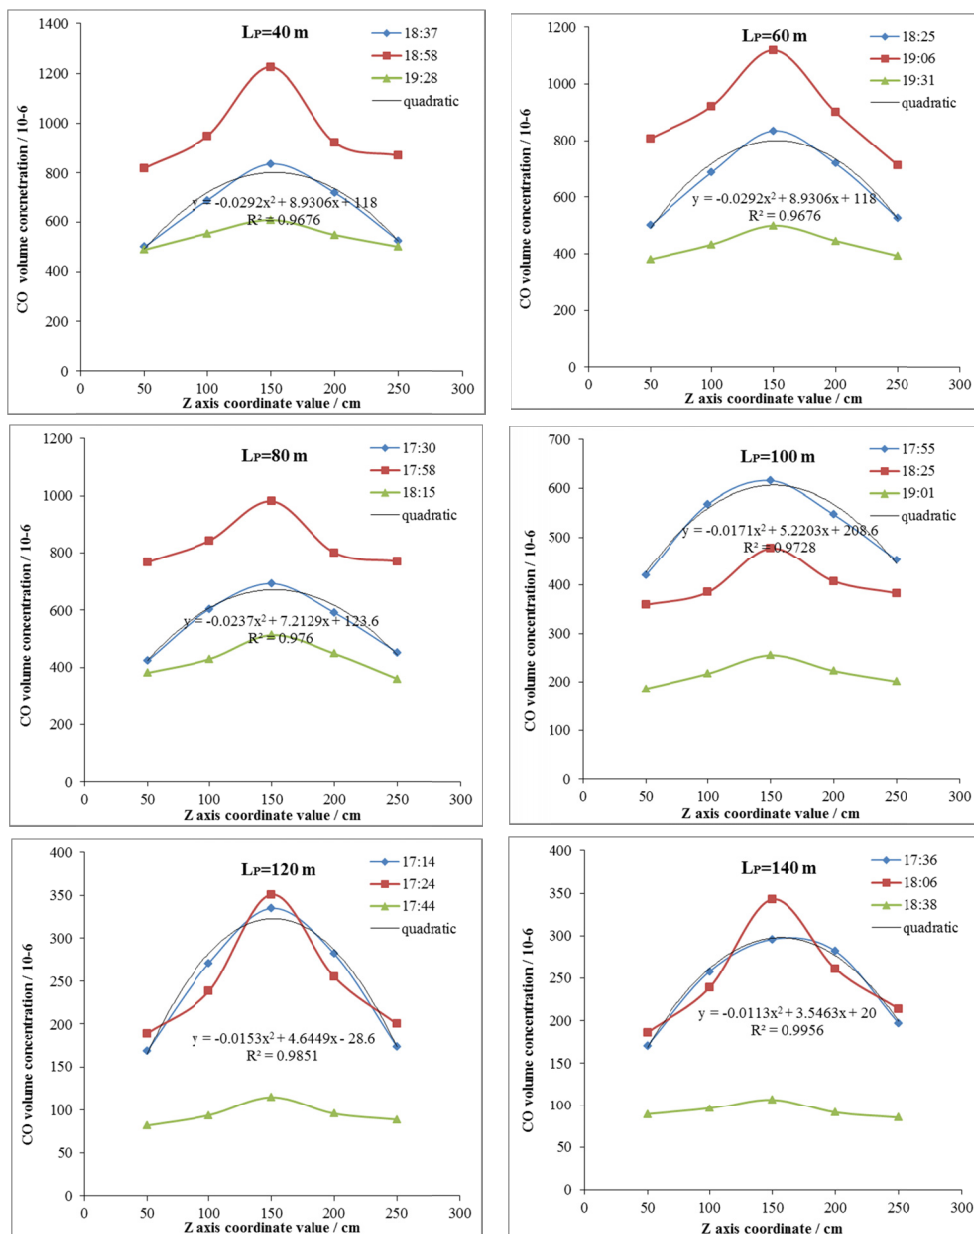 Lₚ=40 m
18:37
18:58
19:28
quadratic
1400
1200
1000
800
600
400
200
0
CO volume corenctration / 10-6
y = -0.0292x² + 8.9306x + 118
R² = 0.9676
0 50 100 150 200 250 300
Z axis coordinate value / cm
Lₚ=60 m
18:25
19:06
19:31
quadratic
1200
1000
800
600
400
200
0
CO volume concentration / 10-6
y = -0.0292x² + 8.9306x + 118
R² = 0.9676
0 50 100 150 200 250 300
Z axis coordinate value / cm
Lₚ=80 m
17:30
17:58
18:15
quadratic
1200
1000
800
600
400
200
0
CO volume concentration / 10-6
y = -0.0237x² + 7.2129x + 123.6
R² = 0.976
0 50 100 150 200 250 300
Z axis coordinate value / cm
Lₚ=100 m
17:55
18:25
19:01
quadratic
700
600
500
400
300
200
100
0
CO volume concentration / 10-6
y = -0.0171x² + 5.2203x + 208.6
R² = 0.9728
0 50 100 150 200 250 300
Z axis coordinate value / cm
Lₚ=120 m
17:14
17:24
17:44
quadratic
400
350
300
250
200
150
100
50
0
CO volume concentration / 10-6
y = -0.0153x² + 4.6449x - 28.6
R² = 0.9851
0 50 100 150 200 250 300
Z axis coordinate value / cm
Lₚ=140 m
17:36
18:06
18:38
quadratic
400
350
300
250
200
150
100
50
0
CO volume concentration / 10-6
y = -0.0113x² + 3.5463x + 20
R² = 0.9956
0 50 100 150 200 250 300
Z axis coordinate / cm